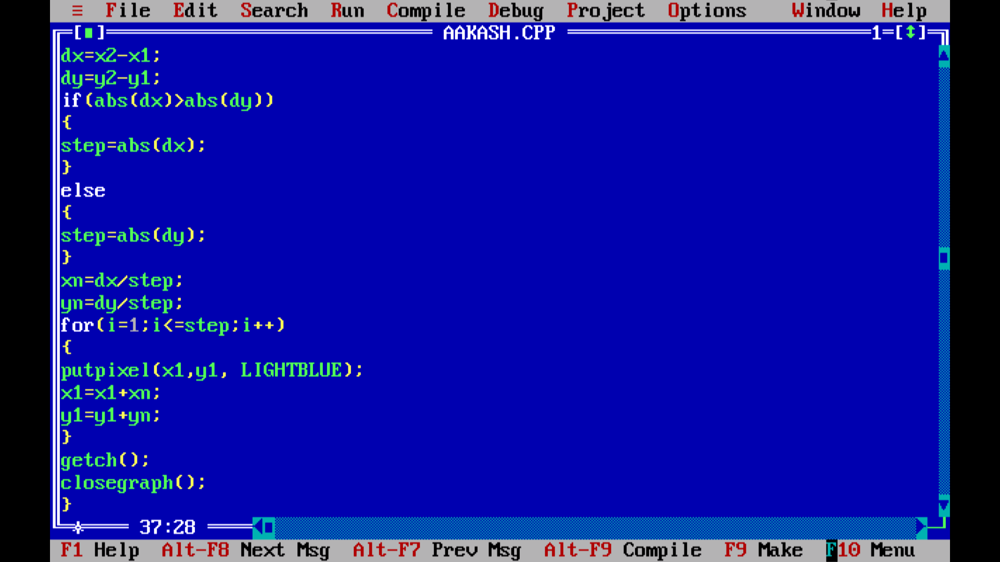 ≡ File Edit Search Run Compile Debug Project Options Window Help
[■] AAKASH.CPP 1=[↕]
dx=x2-x1;
dy=y2-y1;
if(abs(dx)>abs(dy))
{
step=abs(dx);
}
else
{
step=abs(dy);
}
xn=dx/step;
yn=dy/step;
for(i=1;i<=step;i++)
{
putpixel(x1,y1, LIGHTBLUE);
x1=x1+xn;
y1=y1+yn;
}
getch();
closegraph();
}
37:28
F1 Help Alt-F8 Next Msg Alt-F7 Prev Msg Alt-F9 Compile F9 Make F10 Menu